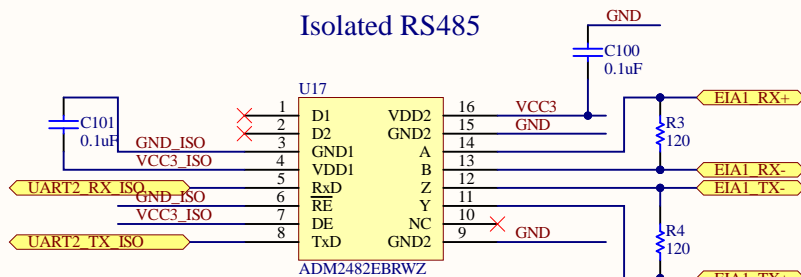 Isolated RS485
GND
C100
0.1uF
U17
1 D1 VDD2 16 VCC3
2 D2 GND2 15 GND
C101
0.1uF
GND_ISO 3 GND1 A 14
VCC3_ISO 4 VDD1 B 13
UART2_RX_ISO 5 RxD Z 12
GND_ISO 6 RE Y 11
VCC3_ISO 7 DE NC 10
UART2_TX_ISO 8 TxD GND2 9 GND
ADM2482EBRWZ
EIA1_RX+
R3
120
EIA1_RX-
EIA1_TX-
R4
120
EIA1_TX+